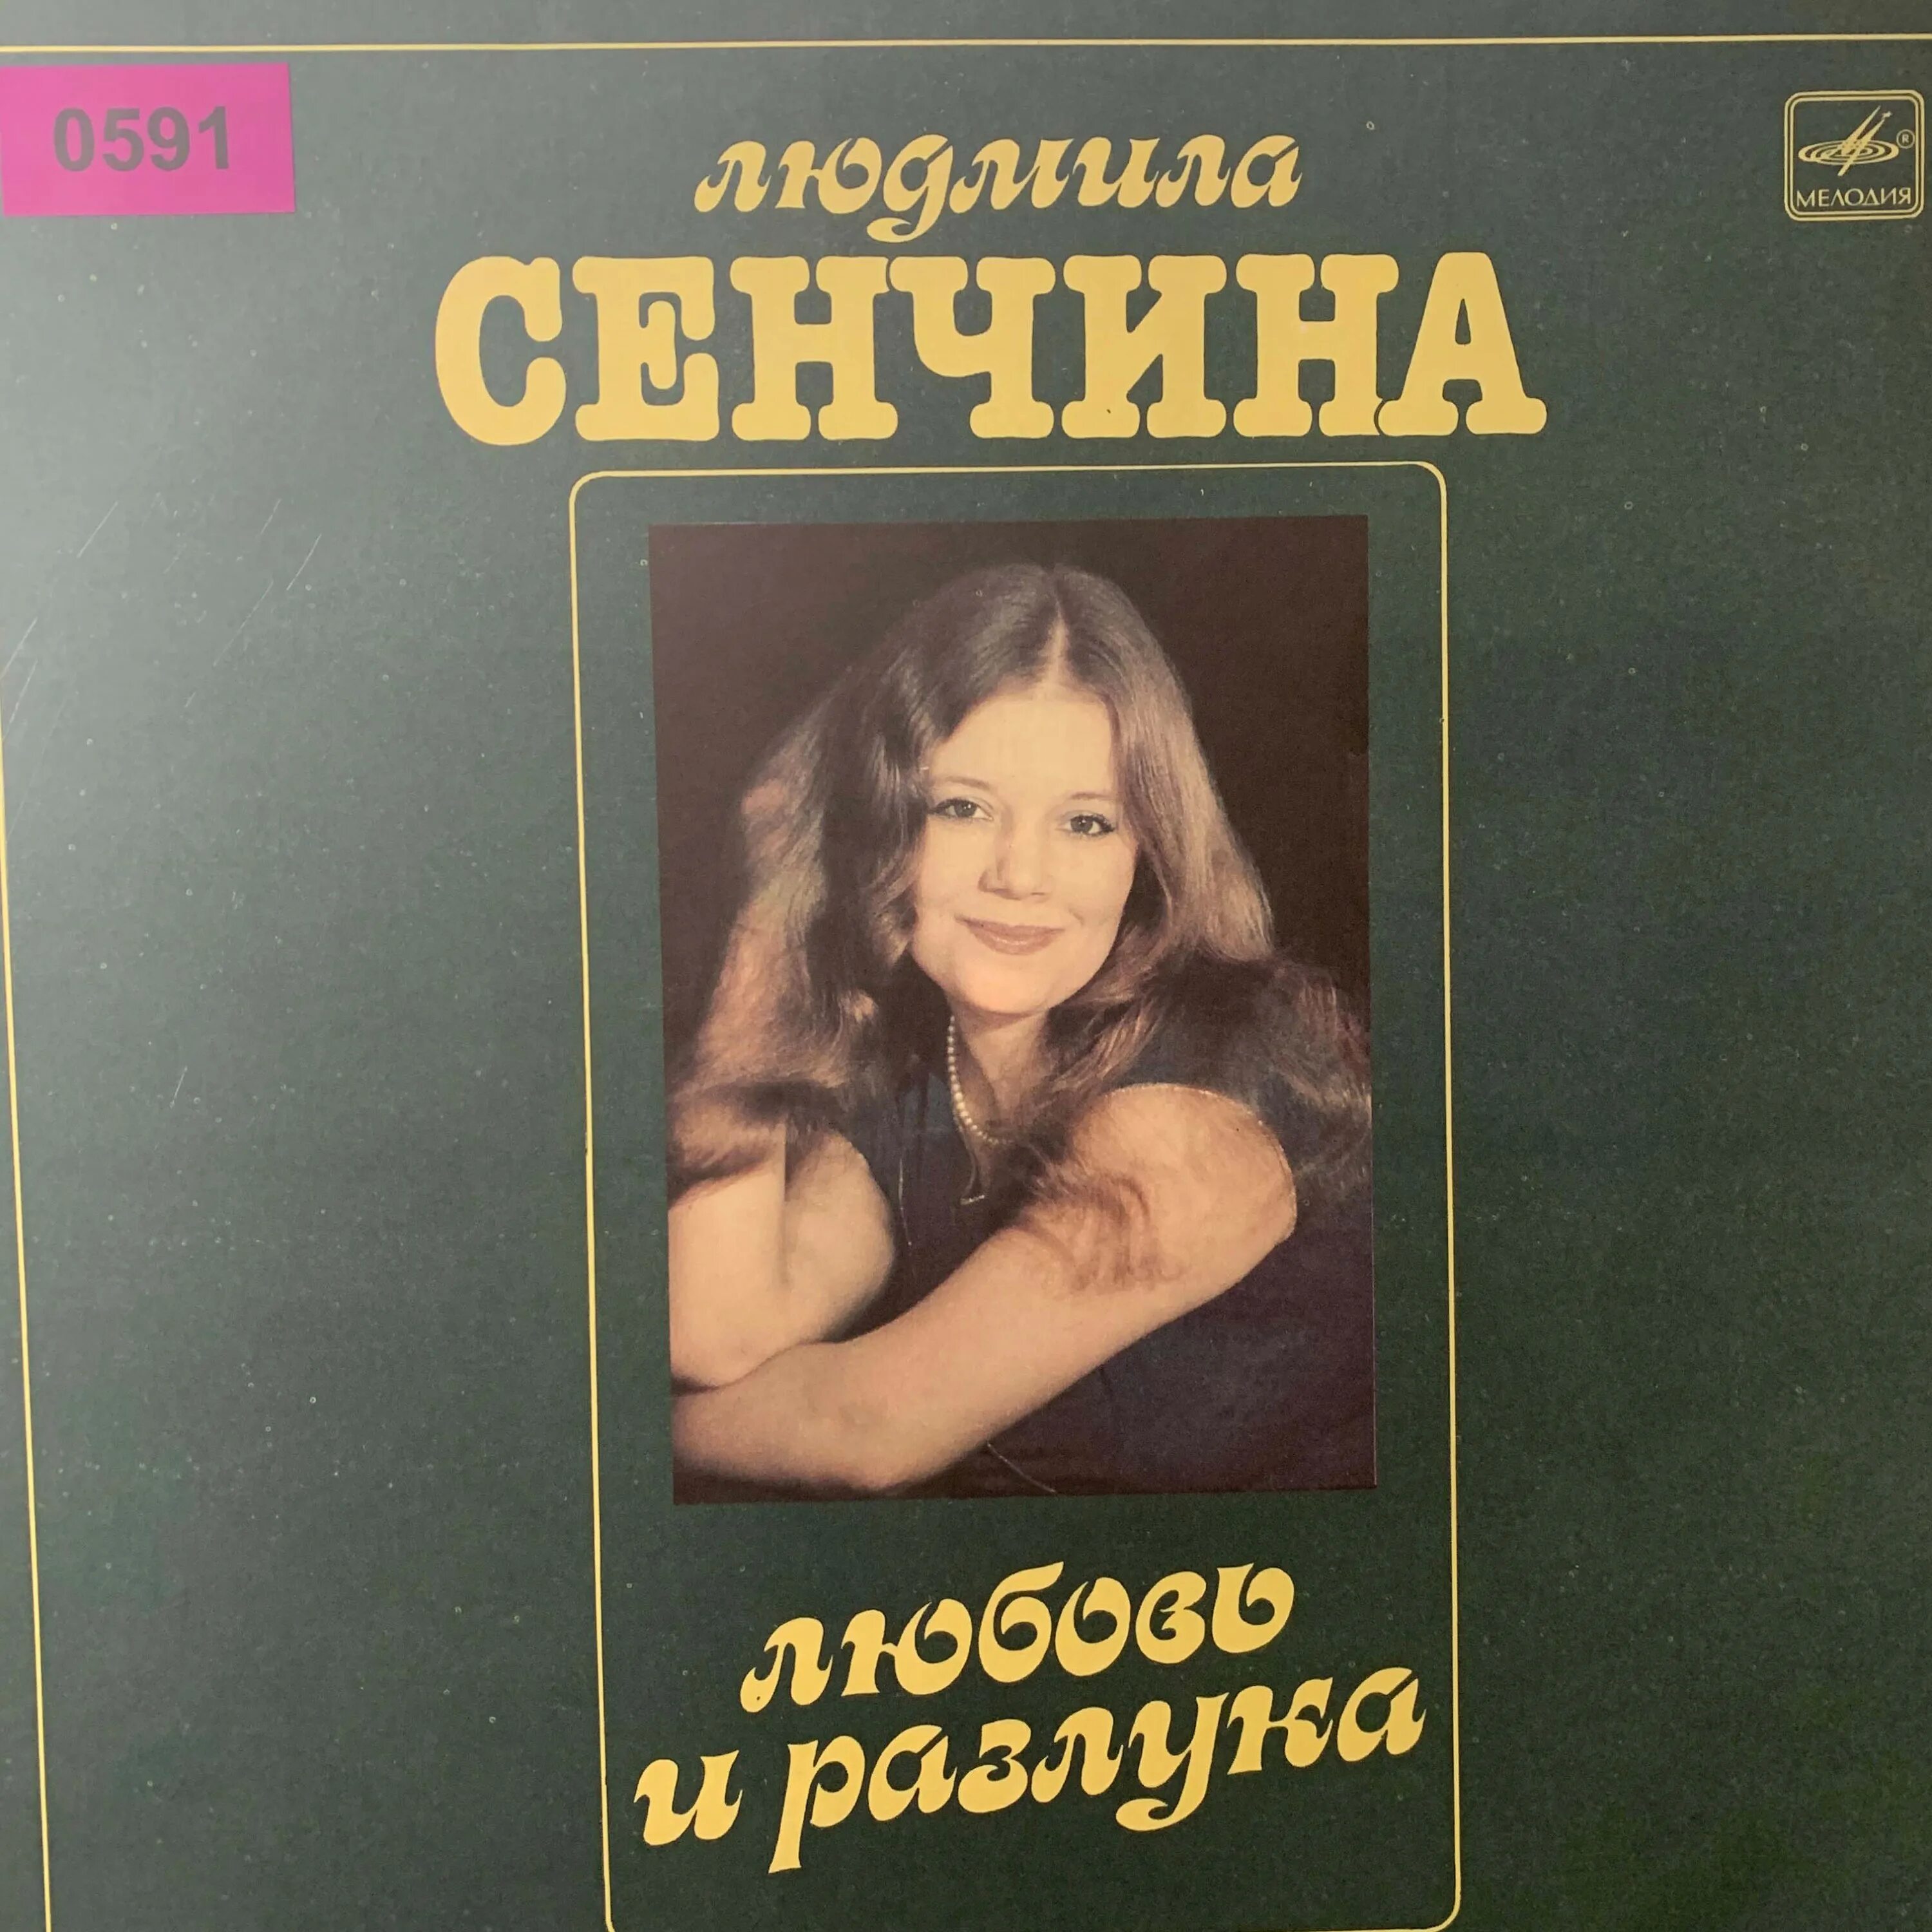 0591
людмила
СЕНЧИНА
МЕЛОДИЯ
®
любовь
и разлука